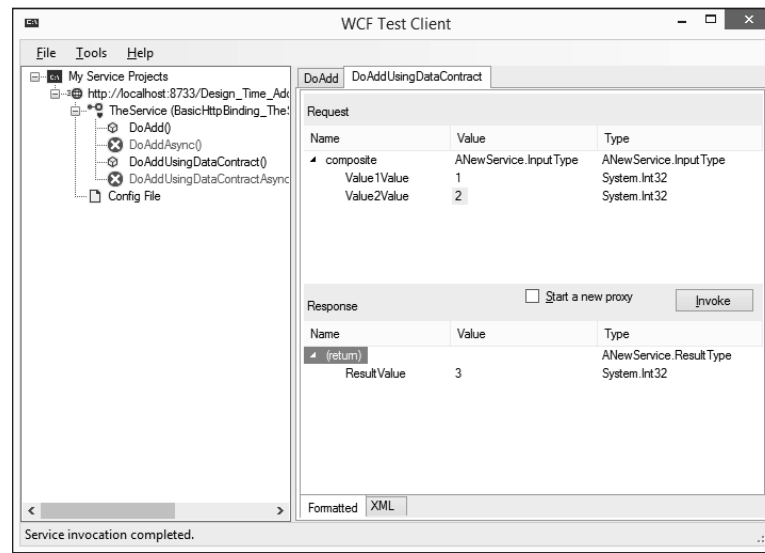 WCF Test Client
File Tools Help
My Service Projects
http://localhost:8733/Design_Time_Add
TheService (BasicHttpBinding_TheS
DoAdd()
DoAddAsync()
DoAddUsingDataContract()
DoAddUsingDataContractAsync
Config File
DoAdd DoAddUsingDataContract
Request
Name Value Type
composite ANewService.InputType ANewService.InputType
Value1Value 1 System.Int32
Value2Value 2 System.Int32
Response Start a new proxy Invoke
Name Value Type
(return) ANewService.ResultType
ResultValue 3 System.Int32
Formatted XML
Service invocation completed.